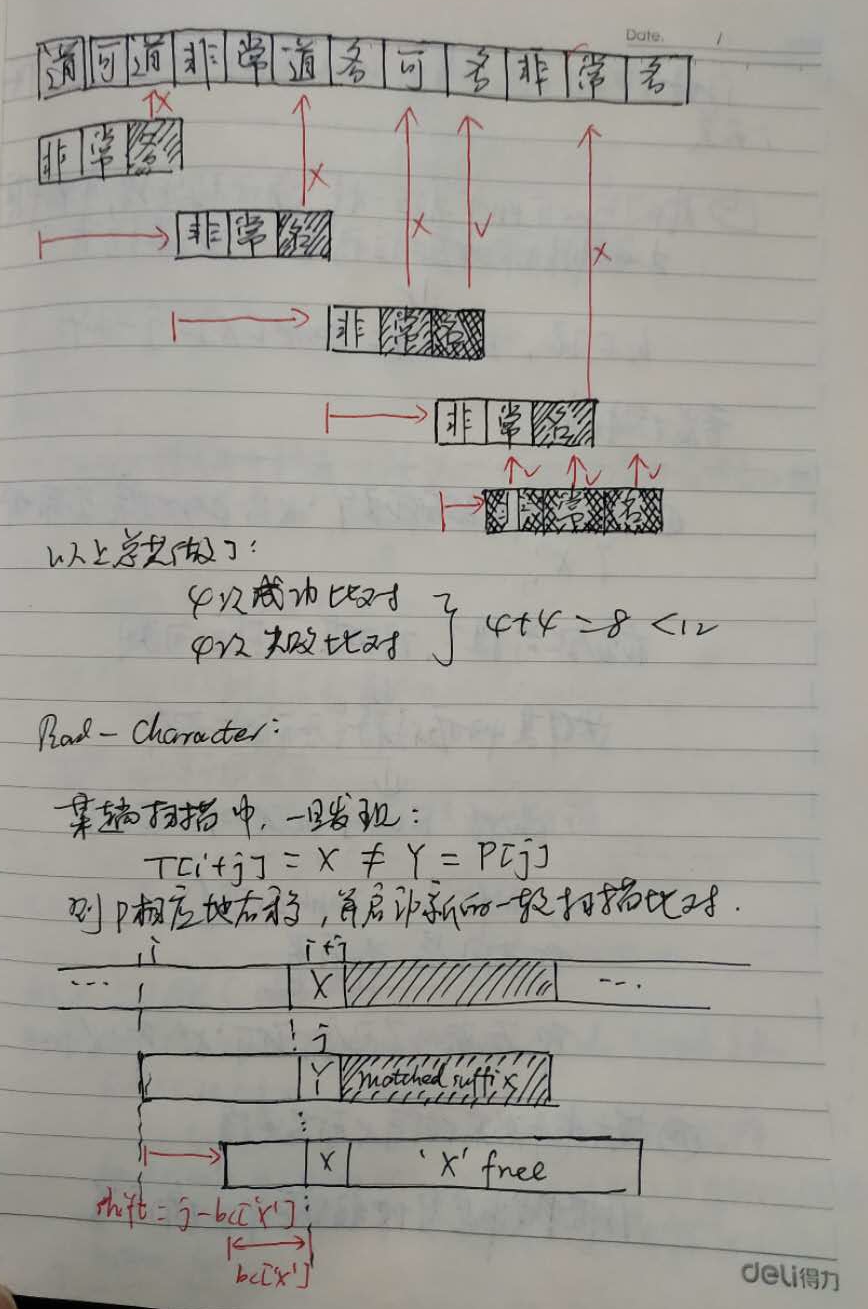 Date. /
道可道非常道名可名非常名
×
非常名
× × √ ×
非常名
非常名
非常名
√ √ √
非常名
以上总共做了:
4次成功比对
4次失败比对 } 4+4=8 <12
Bad-Character:
某趟扫描中,一旦发现:
T[i+j] = X ≠ Y = P[j]
则P相应地右移,并启动新的一轮扫描比对.
i i+j
... X ...
j
Y matched suffix
X 'X' free
shift = j-bc['X']
bc['X']
deli得力